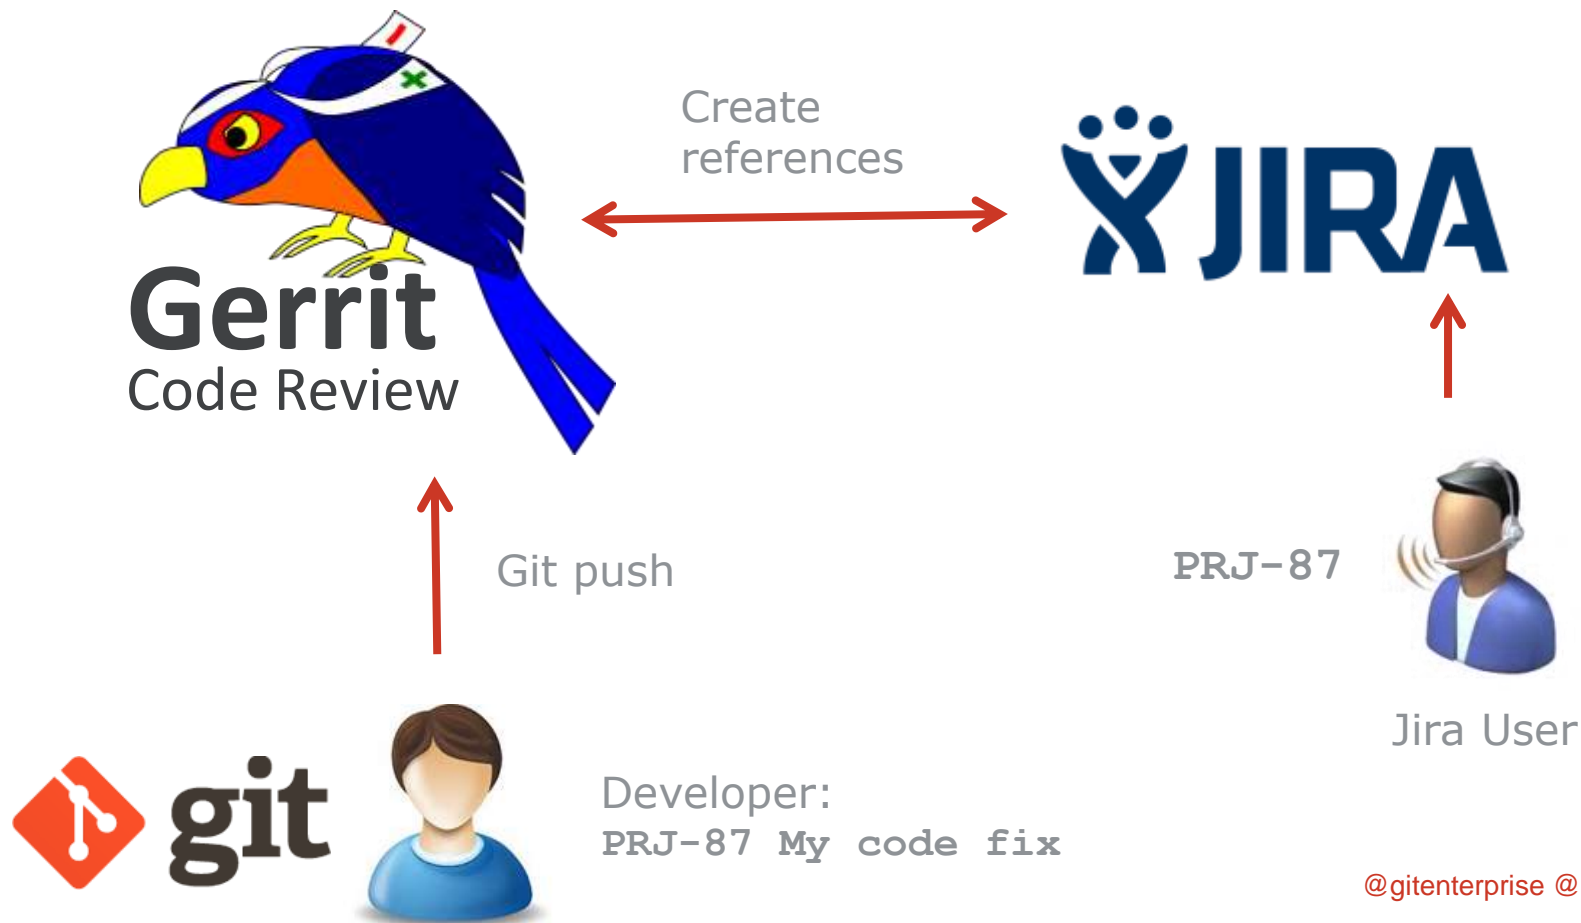 Create
references
JIRA
Gerrit
Code Review
Git push
PRJ-87
Jira User
git
Developer:
PRJ-87 My code fix
@gitenterprise @